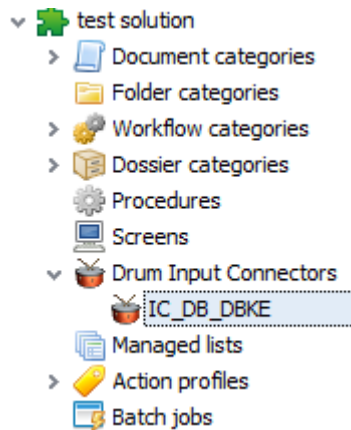 test solution
Document categories
Folder categories
Workflow categories
Dossier categories
Procedures
Screens
Drum Input Connectors
IC_DB_DBKE
Managed lists
Action profiles
Batch jobs